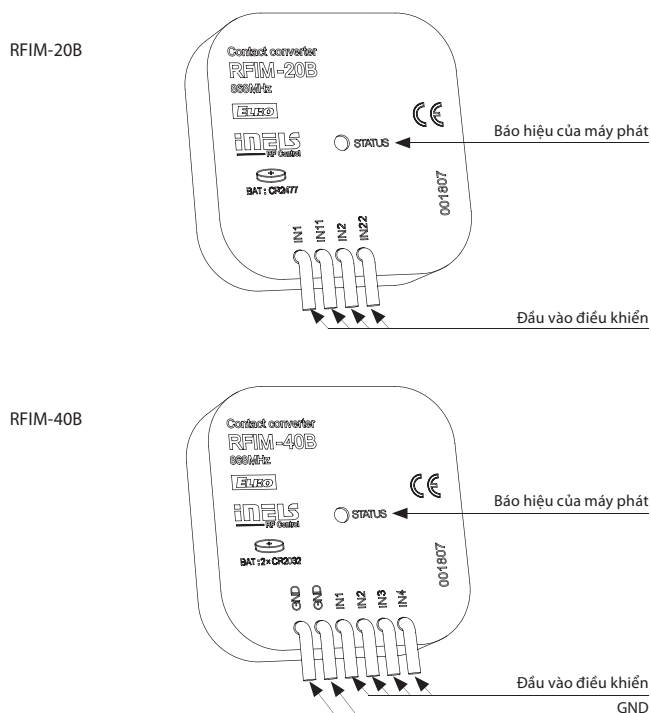 RFIM-20B
Contact converter
RFIM-20B
868MHz
ELKO
iNELS
RF Control
STATUS
BAT : CR2477
001807
IN1
IN11
IN2
IN22
Báo hiệu của máy phát
Đầu vào điều khiển
RFIM-40B
Contact converter
RFIM-40B
868MHz
ELKO
iNELS
RF Control
STATUS
BAT :2×CR2032
001807
GND
GND
IN1
IN2
IN3
IN4
Báo hiệu của máy phát
Đầu vào điều khiển
GND